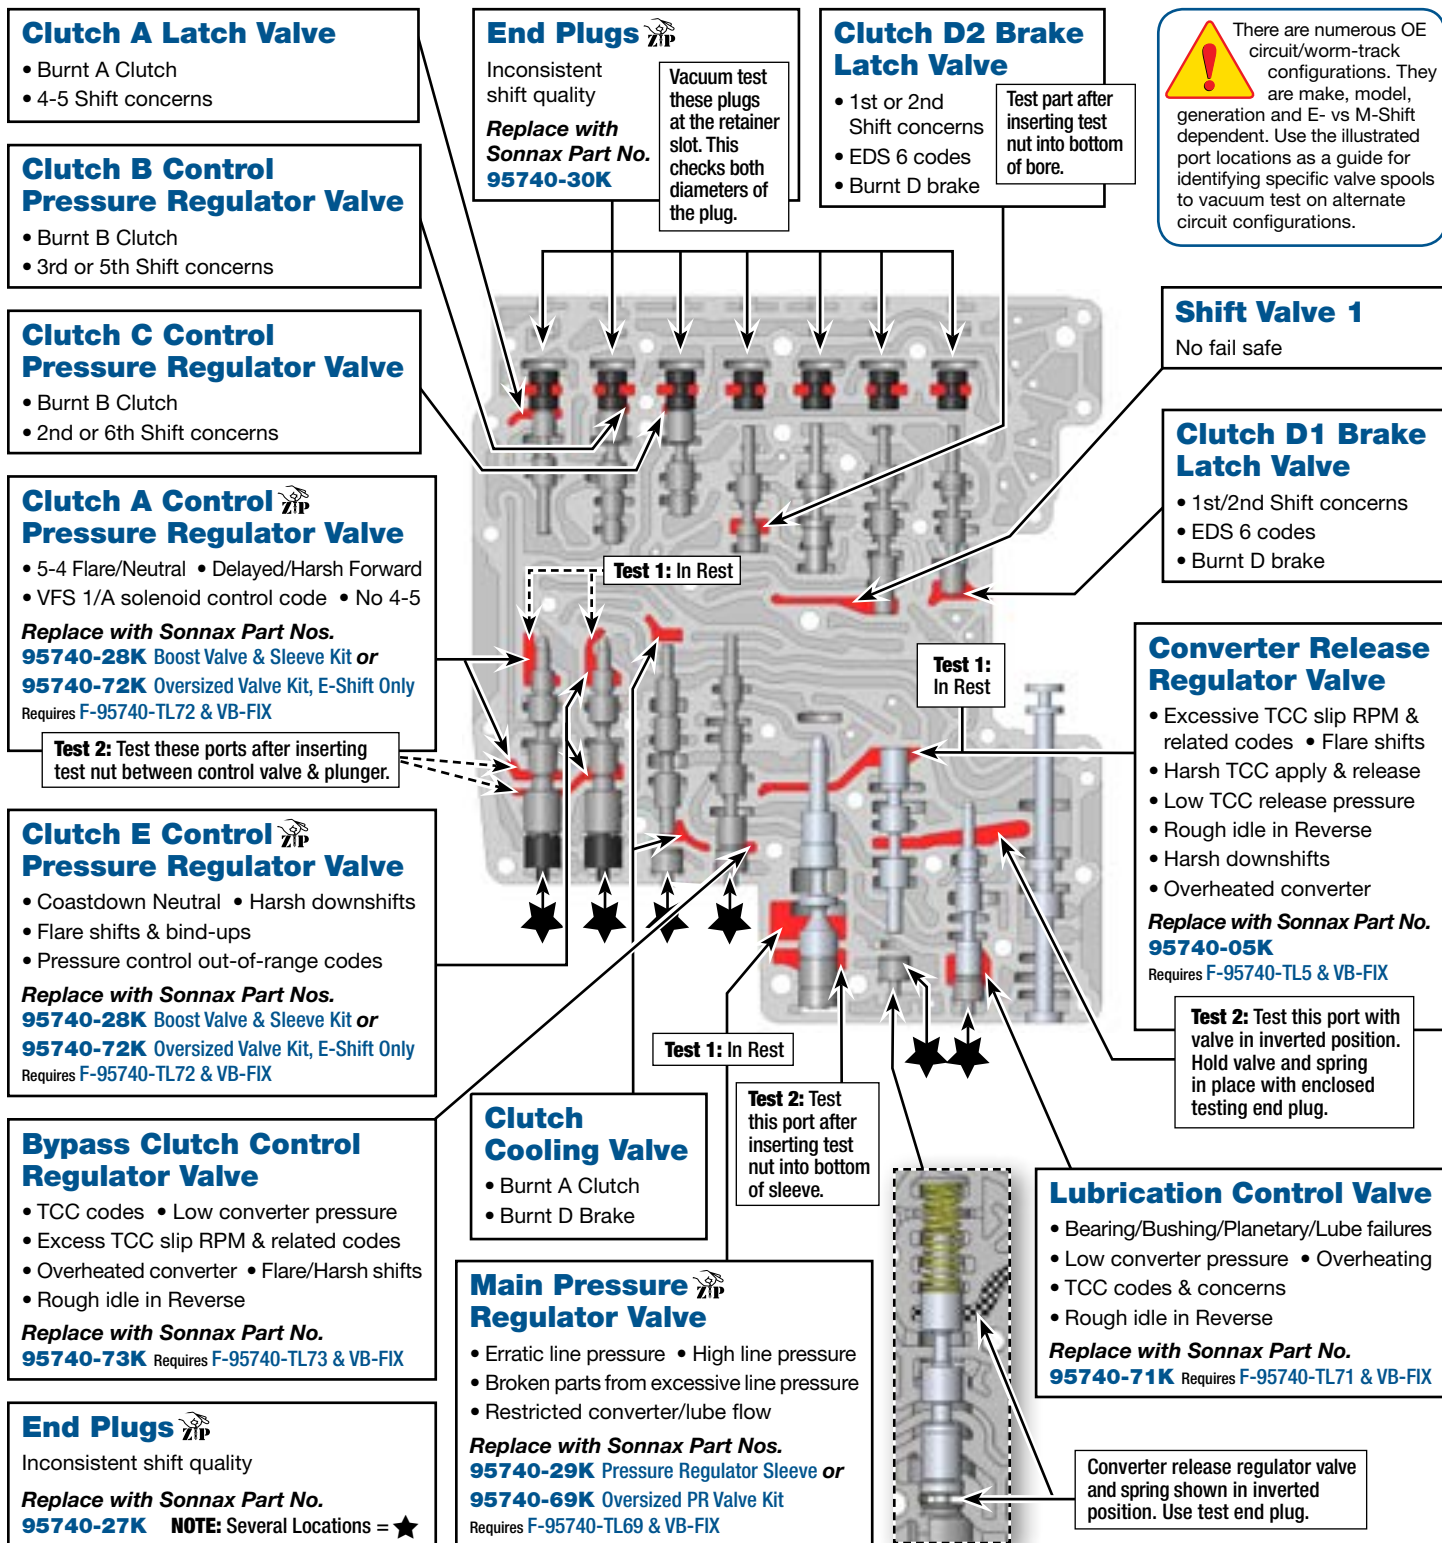 Clutch A Latch Valve
• Burnt A Clutch
• 4-5 Shift concerns
Clutch B Control
Pressure Regulator Valve
• Burnt B Clutch
• 3rd or 5th Shift concerns
Clutch C Control
Pressure Regulator Valve
• Burnt B Clutch
• 2nd or 6th Shift concerns
Clutch A Control ZIP
Pressure Regulator Valve
• 5-4 Flare/Neutral • Delayed/Harsh Forward
• VFS 1/A solenoid control code • No 4-5
Replace with Sonnax Part Nos.
95740-28K Boost Valve & Sleeve Kit or
95740-72K Oversized Valve Kit, E-Shift Only
Requires F-95740-TL72 & VB-FIX
Test 2: Test these ports after inserting
test nut between control valve & plunger.
Clutch E Control ZIP
Pressure Regulator Valve
• Coastdown Neutral • Harsh downshifts
• Flare shifts & bind-ups
• Pressure control out-of-range codes
Replace with Sonnax Part Nos.
95740-28K Boost Valve & Sleeve Kit or
95740-72K Oversized Valve Kit, E-Shift Only
Requires F-95740-TL72 & VB-FIX
Bypass Clutch Control
Regulator Valve
• TCC codes • Low converter pressure
• Excess TCC slip RPM & related codes
• Overheated converter • Flare/Harsh shifts
• Rough idle in Reverse
Replace with Sonnax Part No.
95740-73K Requires F-95740-TL73 & VB-FIX
End Plugs ZIP
Inconsistent shift quality
Replace with Sonnax Part No.
95740-27K NOTE: Several Locations = ★
End Plugs ZIP
Inconsistent
shift quality
Replace with
Sonnax Part No.
95740-30K
Vacuum test
these plugs
at the retainer
slot. This
checks both
diameters of
the plug.
Clutch D2 Brake
Latch Valve
• 1st or 2nd
Shift concerns
• EDS 6 codes
• Burnt D brake
Test part after
inserting test
nut into bottom
of bore.
!
There are numerous OE
circuit/worm-track
configurations. They
are make, model,
generation and E- vs M-Shift
dependent. Use the illustrated
port locations as a guide for
identifying specific valve spools
to vacuum test on alternate
circuit configurations.
Shift Valve 1
No fail safe
Clutch D1 Brake
Latch Valve
• 1st/2nd Shift concerns
• EDS 6 codes
• Burnt D brake
Test 1: In Rest
Test 1:
In Rest
Converter Release
Regulator Valve
• Excessive TCC slip RPM &
related codes • Flare shifts
• Harsh TCC apply & release
• Low TCC release pressure
• Rough idle in Reverse
• Harsh downshifts
• Overheated converter
Replace with Sonnax Part No.
95740-05K
Requires F-95740-TL5 & VB-FIX
Test 2: Test this port with
valve in inverted position.
Hold valve and spring
in place with enclosed
testing end plug.
Test 1: In Rest
Test 2: Test
this port after
inserting test
nut into bottom
of sleeve.
Clutch
Cooling Valve
• Burnt A Clutch
• Burnt D Brake
Main Pressure ZIP
Regulator Valve
• Erratic line pressure • High line pressure
• Broken parts from excessive line pressure
• Restricted converter/lube flow
Replace with Sonnax Part Nos.
95740-29K Pressure Regulator Sleeve or
95740-69K Oversized PR Valve Kit
Requires F-95740-TL69 & VB-FIX
Lubrication Control Valve
• Bearing/Bushing/Planetary/Lube failures
• Low converter pressure • Overheating
• TCC codes & concerns
• Rough idle in Reverse
Replace with Sonnax Part No.
95740-71K Requires F-95740-TL71 & VB-FIX
Converter release regulator valve
and spring shown in inverted
position. Use test end plug.